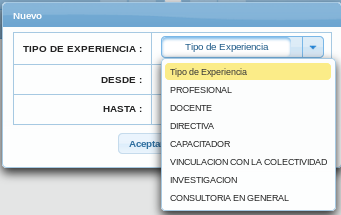 Nuevo
TIPO DE EXPERIENCIA : Tipo de Experiencia
Tipo de Experiencia
PROFESIONAL
DESDE :
DOCENTE
HASTA :
DIRECTIVA
CAPACITADOR
VINCULACION CON LA COLECTIVIDAD
INVESTIGACION
CONSULTORIA EN GENERAL
Acepta